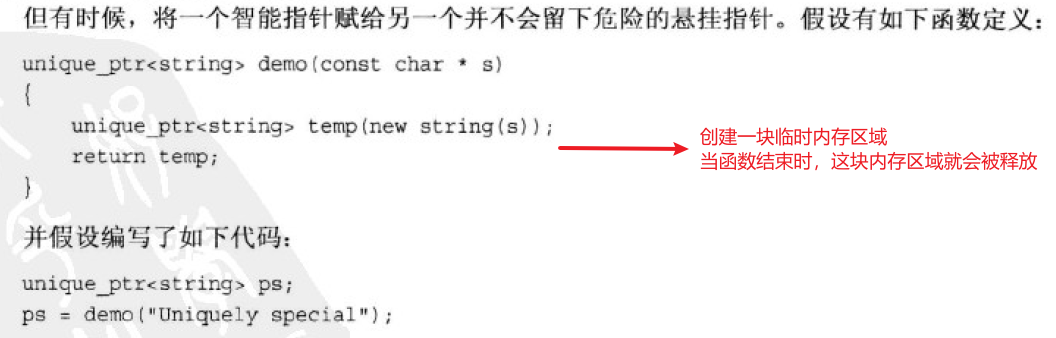 但有时候，将一个智能指针赋给另一个并不会留下危险的悬挂指针。假设有如下函数定义：
unique_ptr<string> demo(const char * s)
{
unique_ptr<string> temp(new string(s));
return temp;
}
创建一块临时内存区域
当函数结束时，这块内存区域就会被释放
并假设编写了如下代码：
unique_ptr<string> ps;
ps = demo("Uniquely special");